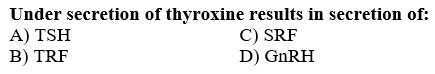 Under secretion of thyroxine results in secretion of:
A) TSH C) SRF
B) TRF D) GnRH